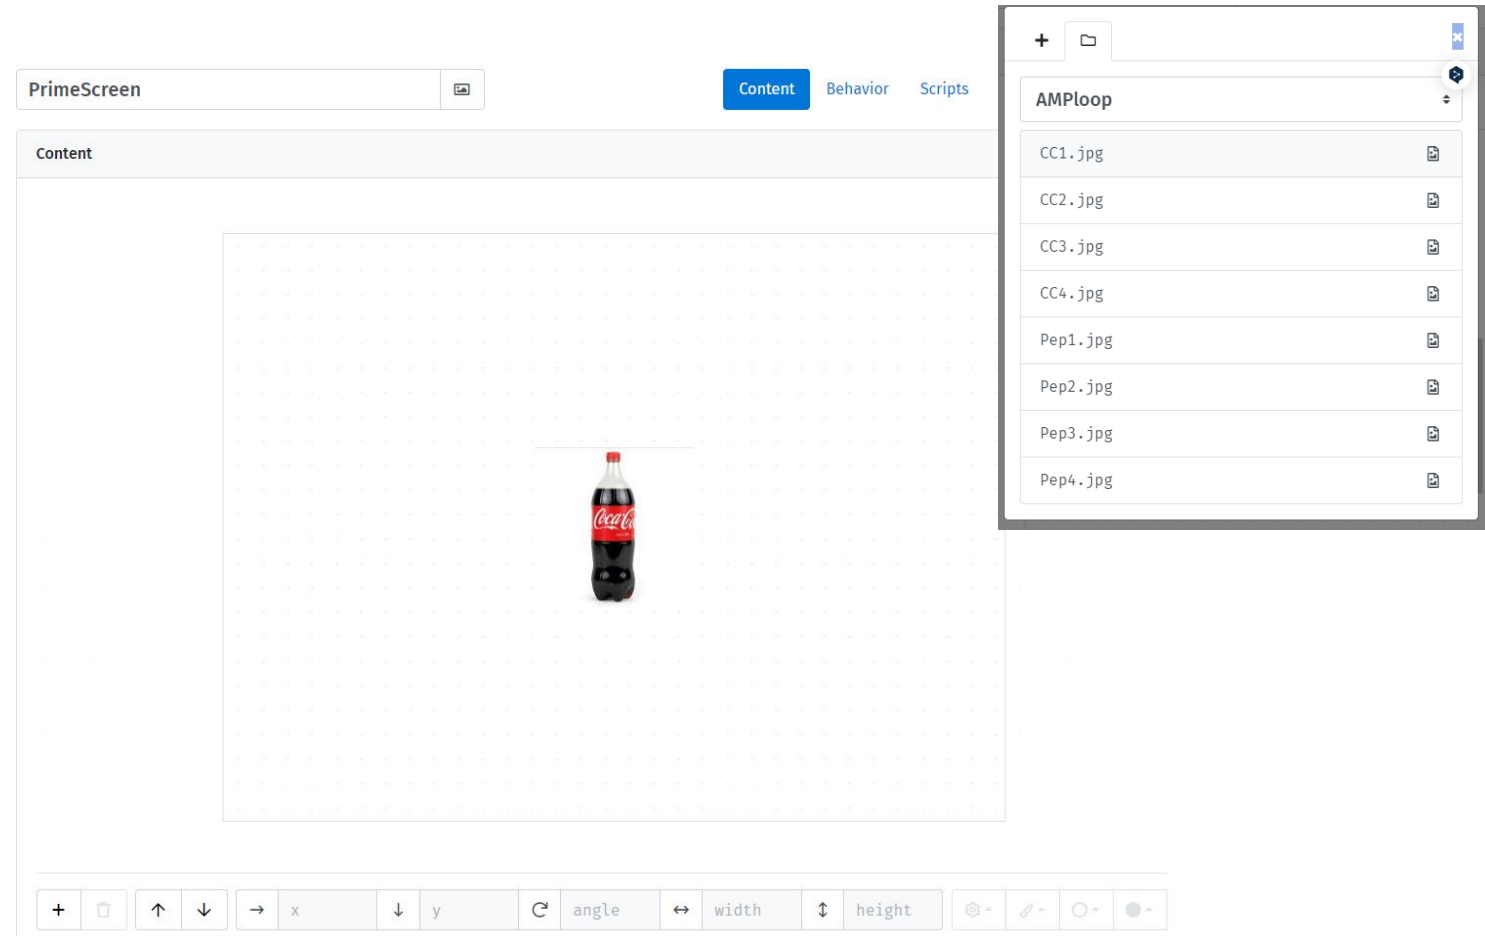 PrimeScreen
Content Behavior Scripts
Content
AMPloop
CC1.jpg
CC2.jpg
CC3.jpg
CC4.jpg
Pep1.jpg
Pep2.jpg
Pep3.jpg
Pep4.jpg
Coca-Co
x y angle width height